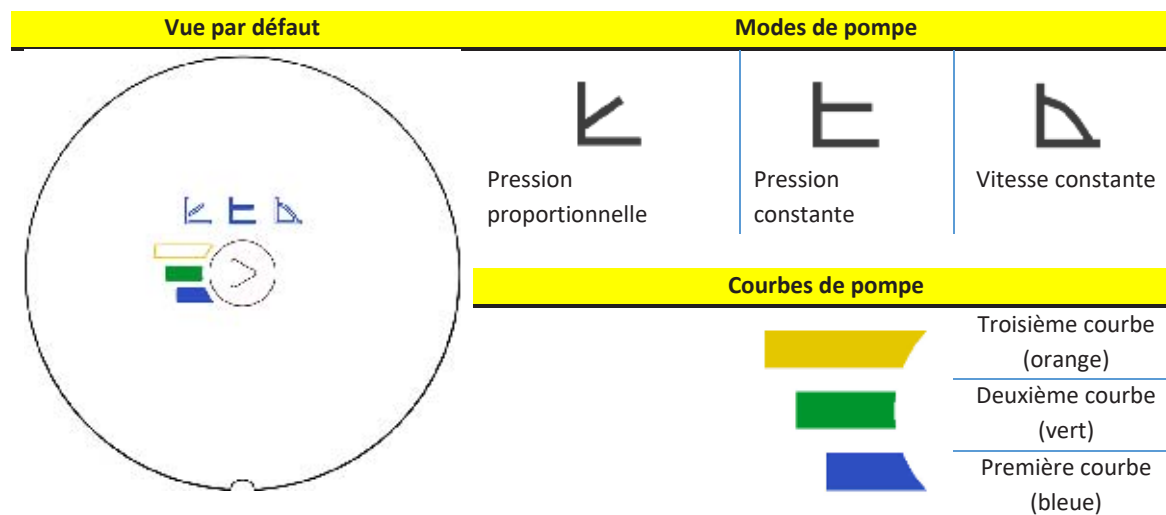 Vue par défaut
Modes de pompe
Pression
proportionnelle
Pression
constante
Vitesse constante
Courbes de pompe
Troisième courbe
(orange)
Deuxième courbe
(vert)
Première courbe
(bleue)